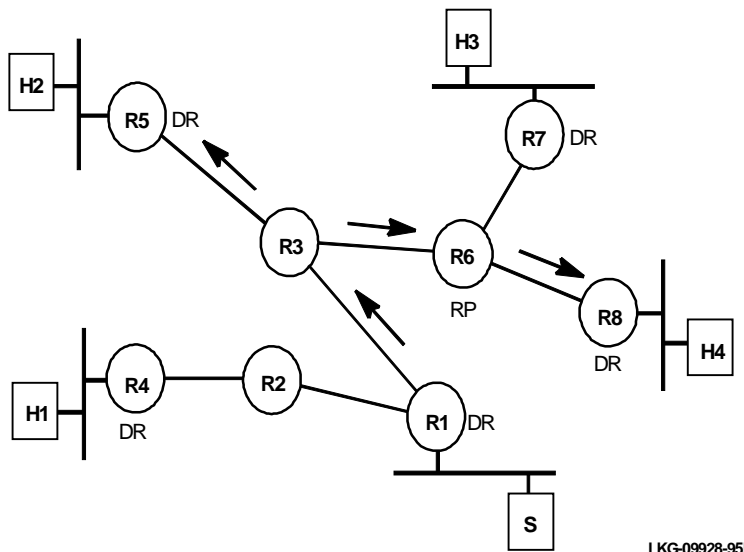 H3
H2
R5 DR
R7 DR
R3
R6
RP
R8
DR
H4
R4
DR
R2
H1
R1 DR
S
LKG-09928-95